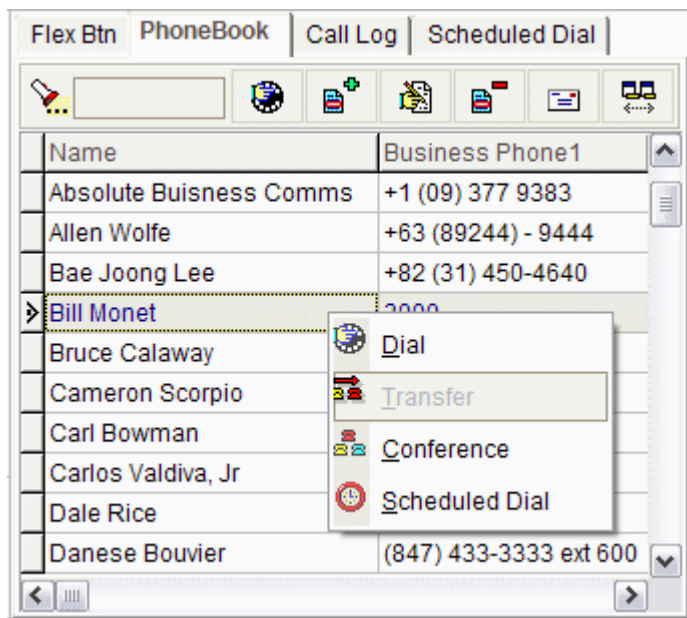 Flex Btn PhoneBook Call Log Scheduled Dial
Name Business Phone1
Absolute Buisness Comms +1 (09) 377 9383
Allen Wolfe +63 (89244) - 9444
Bae Joong Lee +82 (31) 450-4640
Bill Monet
Bruce Calaway
Dial
Cameron Scorpio
Transfer
Carl Bowman
Conference
Carlos Valdiva, Jr
Scheduled Dial
Dale Rice
Danese Bouvier (847) 433-3333 ext 600